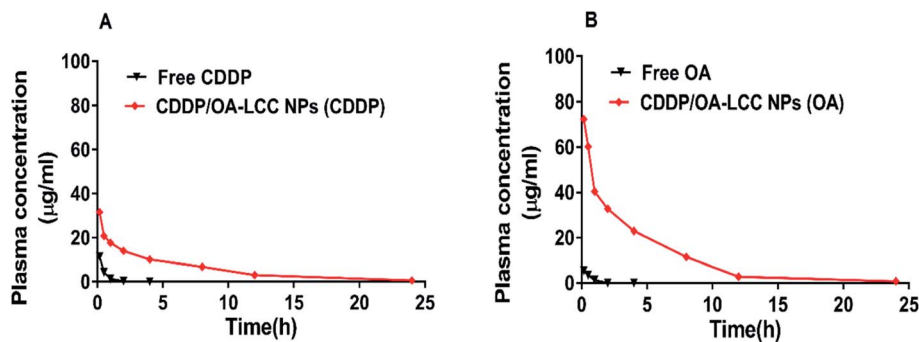 A
Plasma concentration
(µg/ml)
100
80
60
40
20
0
Free CDDP
CDDP/OA-LCC NPs (CDDP)
0 5 10 15 20 25
Time(h)
B
Plasma concentration
(µg/ml)
100
80
60
40
20
0
Free OA
CDDP/OA-LCC NPs (OA)
0 5 10 15 20 25
Time(h)